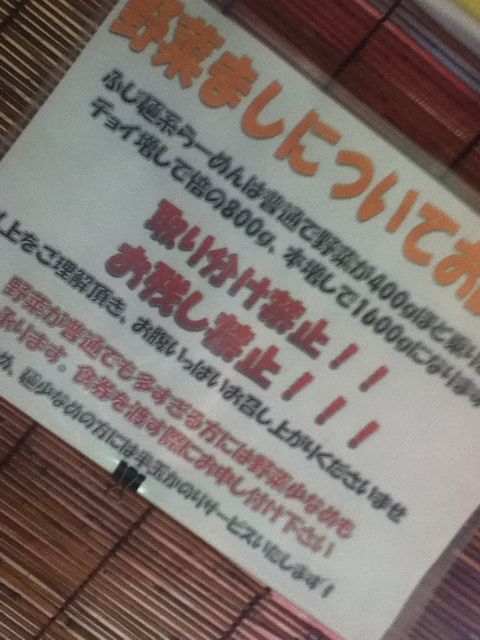 野菜ましについてお
ふじ麺系らーめんは普通で野菜が400gほど
チョイ増して倍の800g、本増して1600gになります
取り分け禁止！！
お残し禁止！！！
上をご理解頂き、お腹いっぱいお召し上がりくださいませ
野菜が普通でも多すぎる方には野菜少なめも
承ります。食器を渡す際にお申し付け下さい
麺少なめの方には半玉かのりサービスいたします！